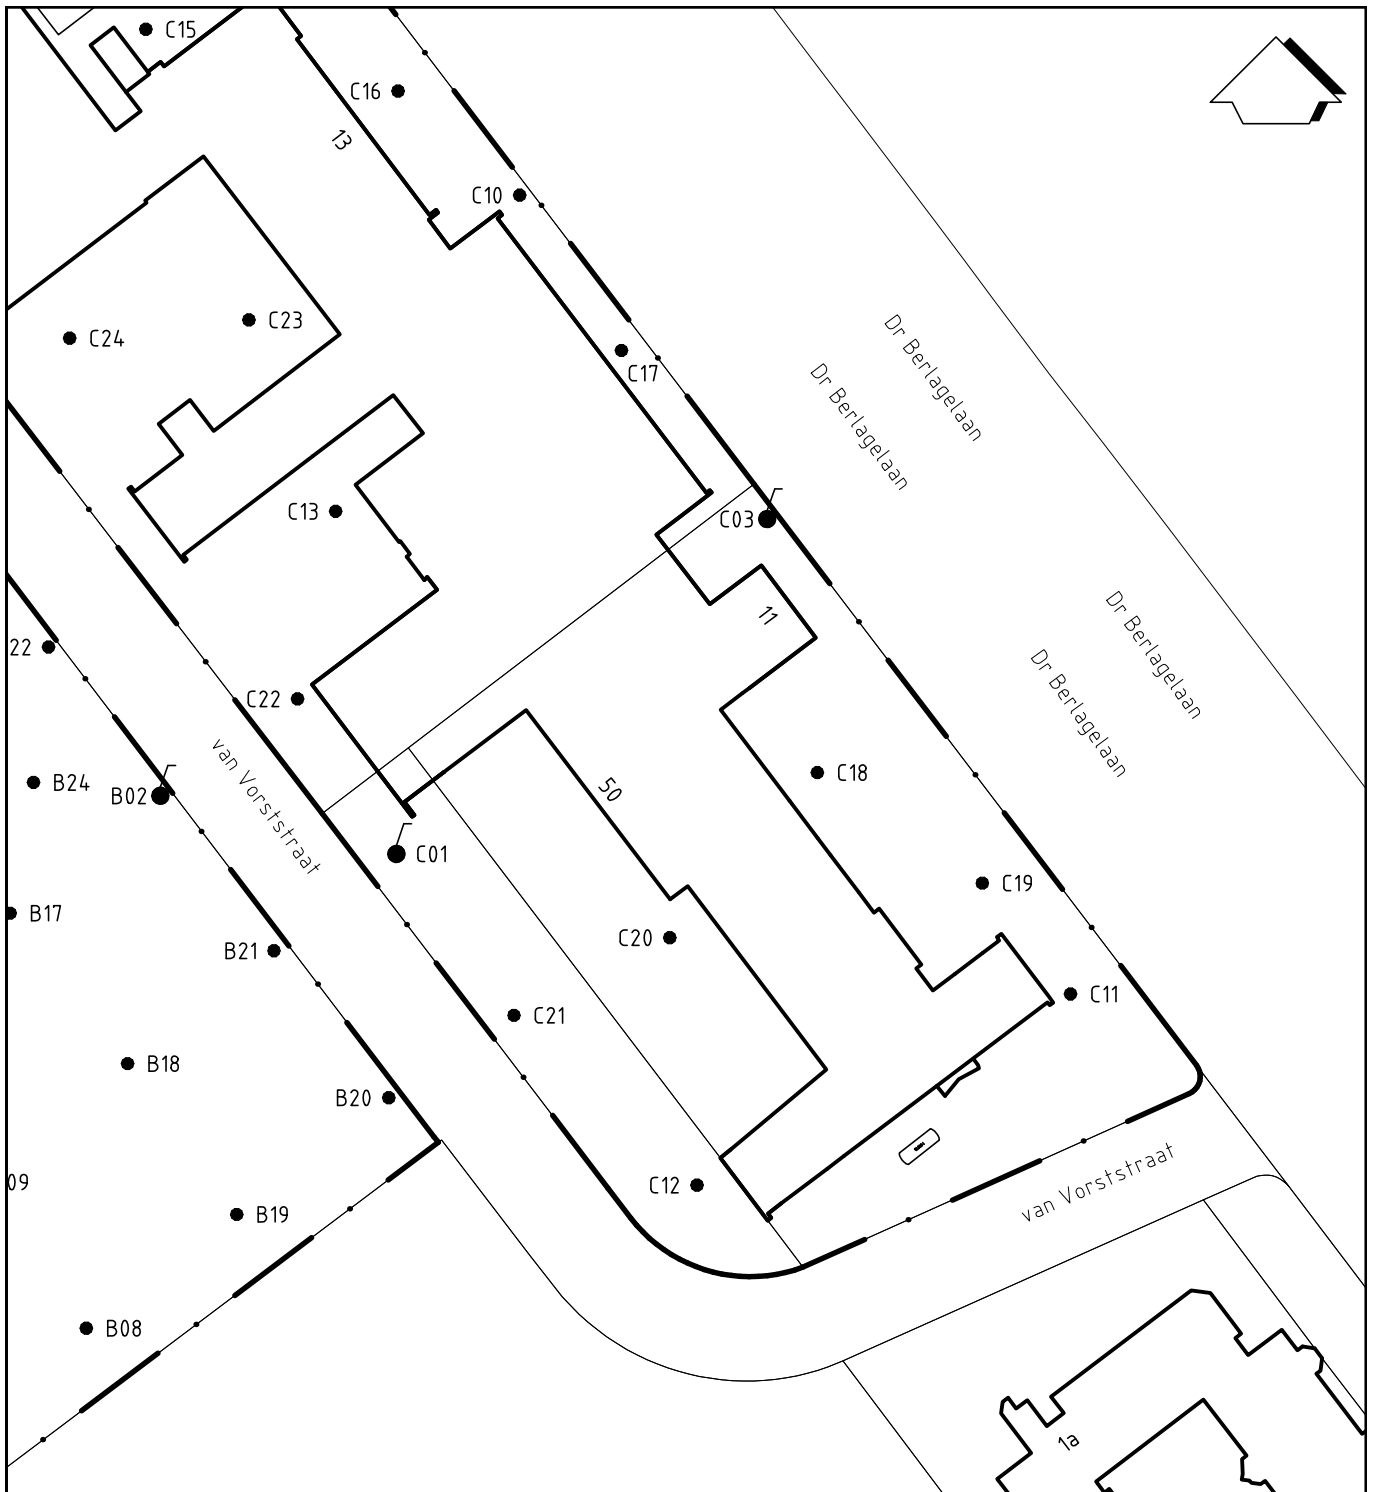 C15
C16
13
C10
C23
C24
C17
Dr Berlagelaan
Dr Berlagelaan
C13
C03
11
Dr Berlagelaan
Dr Berlagelaan
22
C22
van Vorststraat
B24
B02
50
C18
C01
C19
B17
C20
B21
C11
C21
B18
B20
van Vorststraat
09
C12
B19
B08
1a